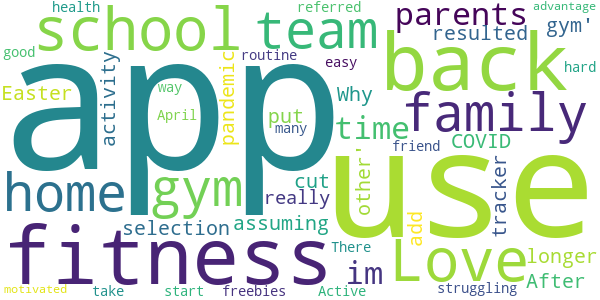 health
referred
advantage
school
team
parents
gym'
resulted
good
app
back
routine
easy
hard
Easter
activity
way
pandemic
Why
family
April
put
many
time
COVID
friend
home
gym
cut
other'
use
tracker
really
selection
assuming
add
fitness
There
im
Love
longer
After
motivated
take
start
freebies
Active
struggling